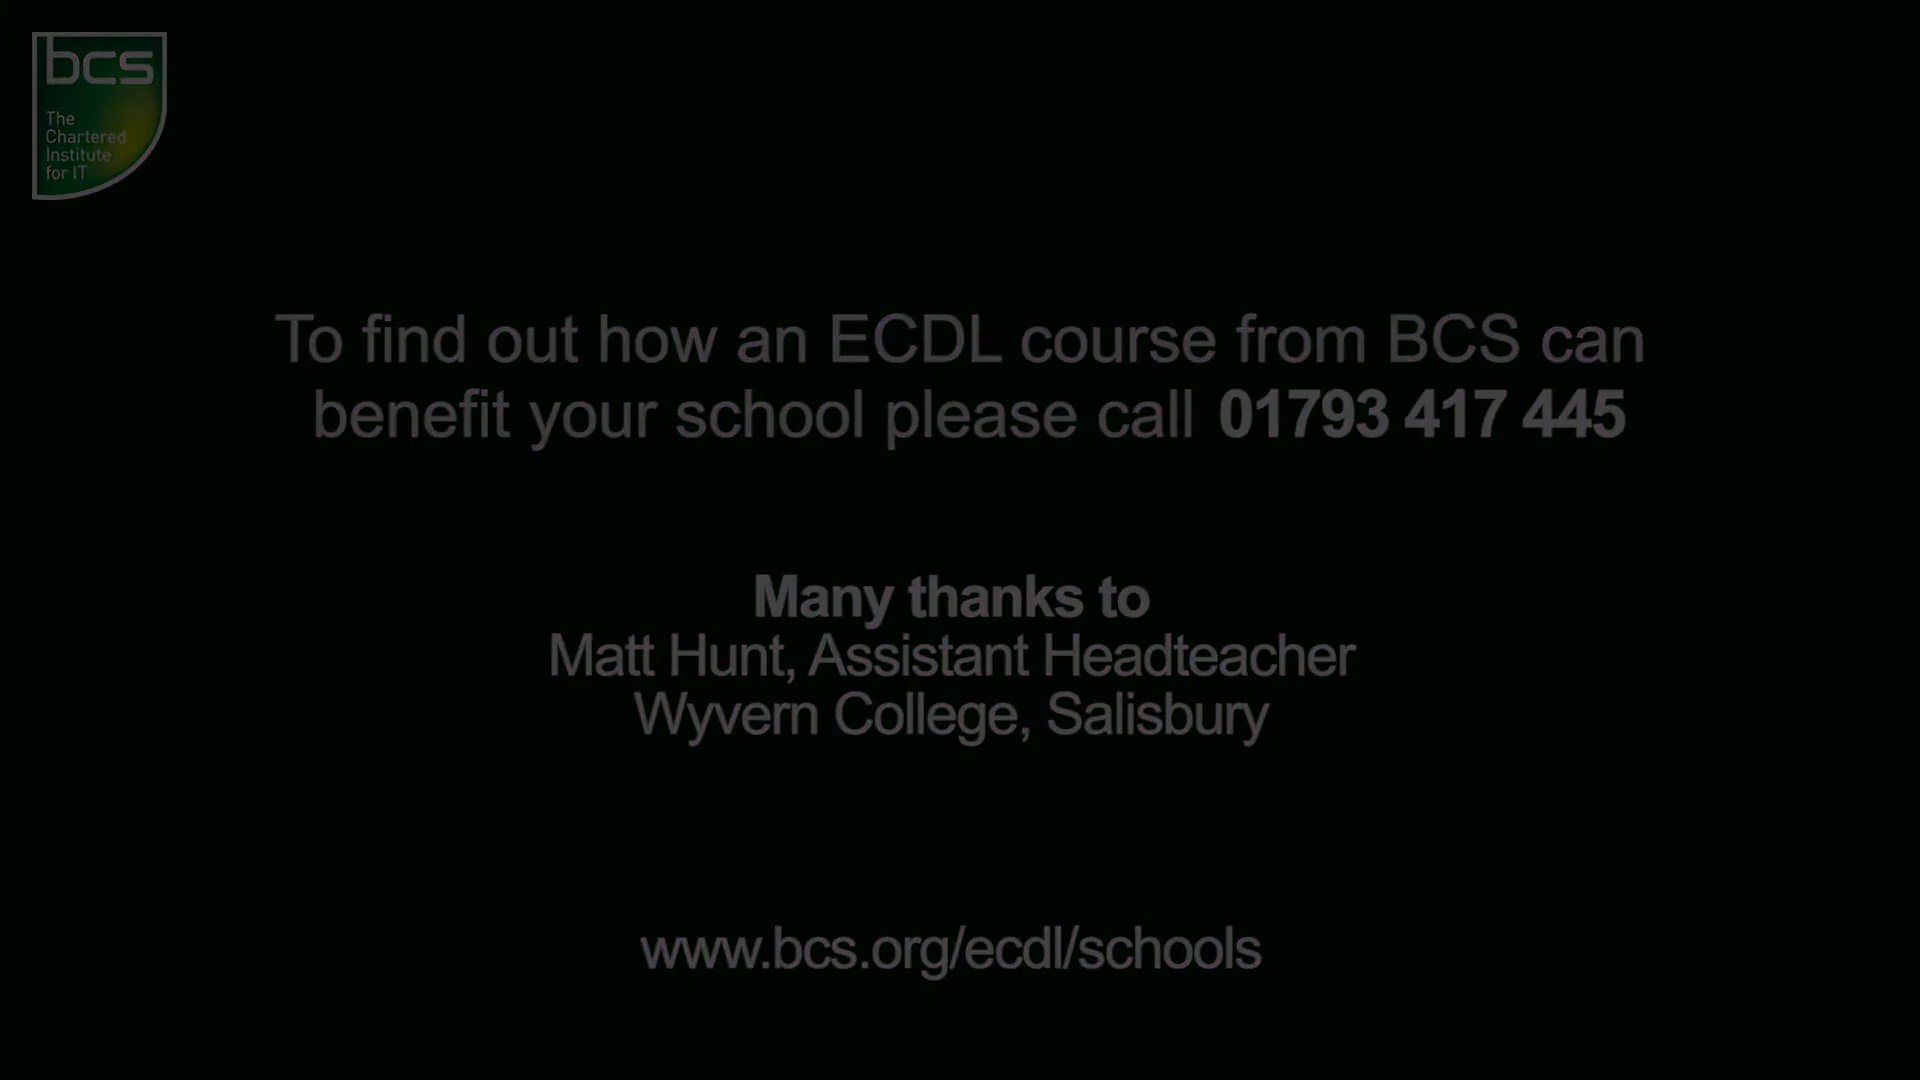 bcs
The
Chartered
Institute
for IT
To find out how an ECDL course from BCS can
benefit your school please call 01793 417 445
Many thanks to
Matt Hunt, Assistant Headteacher
Wyvern College, Salisbury
www.bcs.org/ecdl/schools